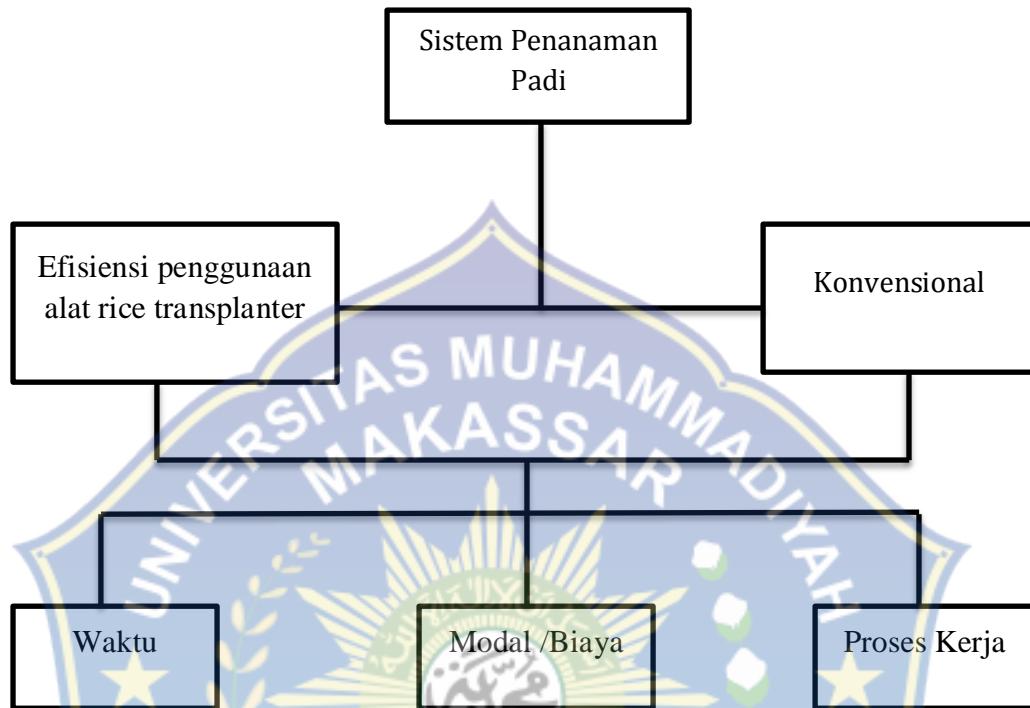 Sistem Penanaman
Padi
Efisiensi penggunaan
alat rice transplanter
Konvensional
UNIVERSITAS MUHAMMADIYAH
MAKASSAR
Waktu
Modal /Biaya
Proses Kerja